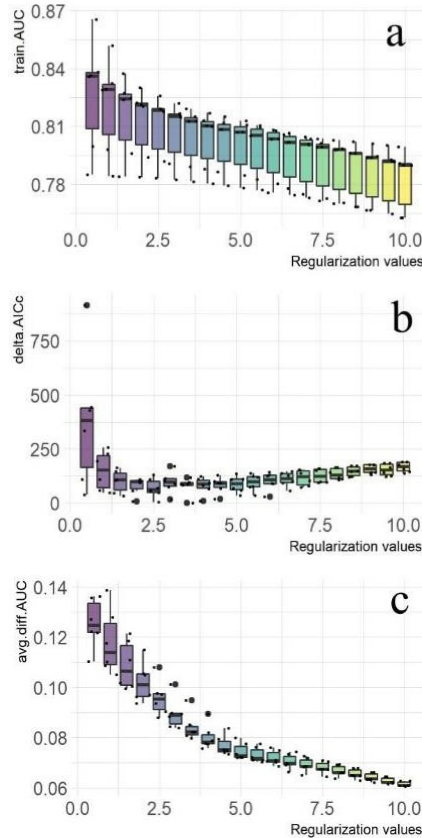 a
train.AUC
0.87
0.84
0.81
0.78
0.0 2.5 5.0 7.5 10.0
Regularization values
b
delta.AICc
750
500
250
0
0.0 2.5 5.0 7.5 10.0
Regularization values
c
avg.diff.AUC
0.14
0.12
0.10
0.08
0.06
0.0 2.5 5.0 7.5 10.0
Regularization values